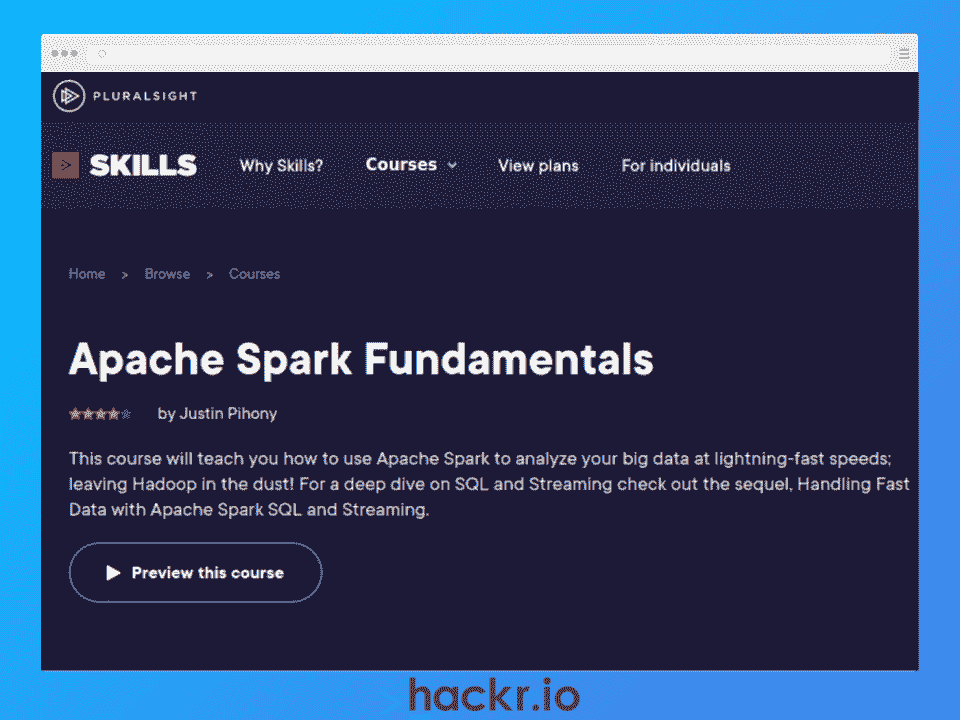 PLURALSIGHT
SKILLS Why Skills? Courses View plans For individuals
Home > Browse > Courses
Apache Spark Fundamentals
by Justin Pihony
This course will teach you how to use Apache Spark to analyze your big data at lightning-fast speeds;
leaving Hadoop in the dust! For a deep dive on SQL and Streaming check out the sequel, Handling Fast
Data with Apache Spark SQL and Streaming.
Preview this course
hackr.io